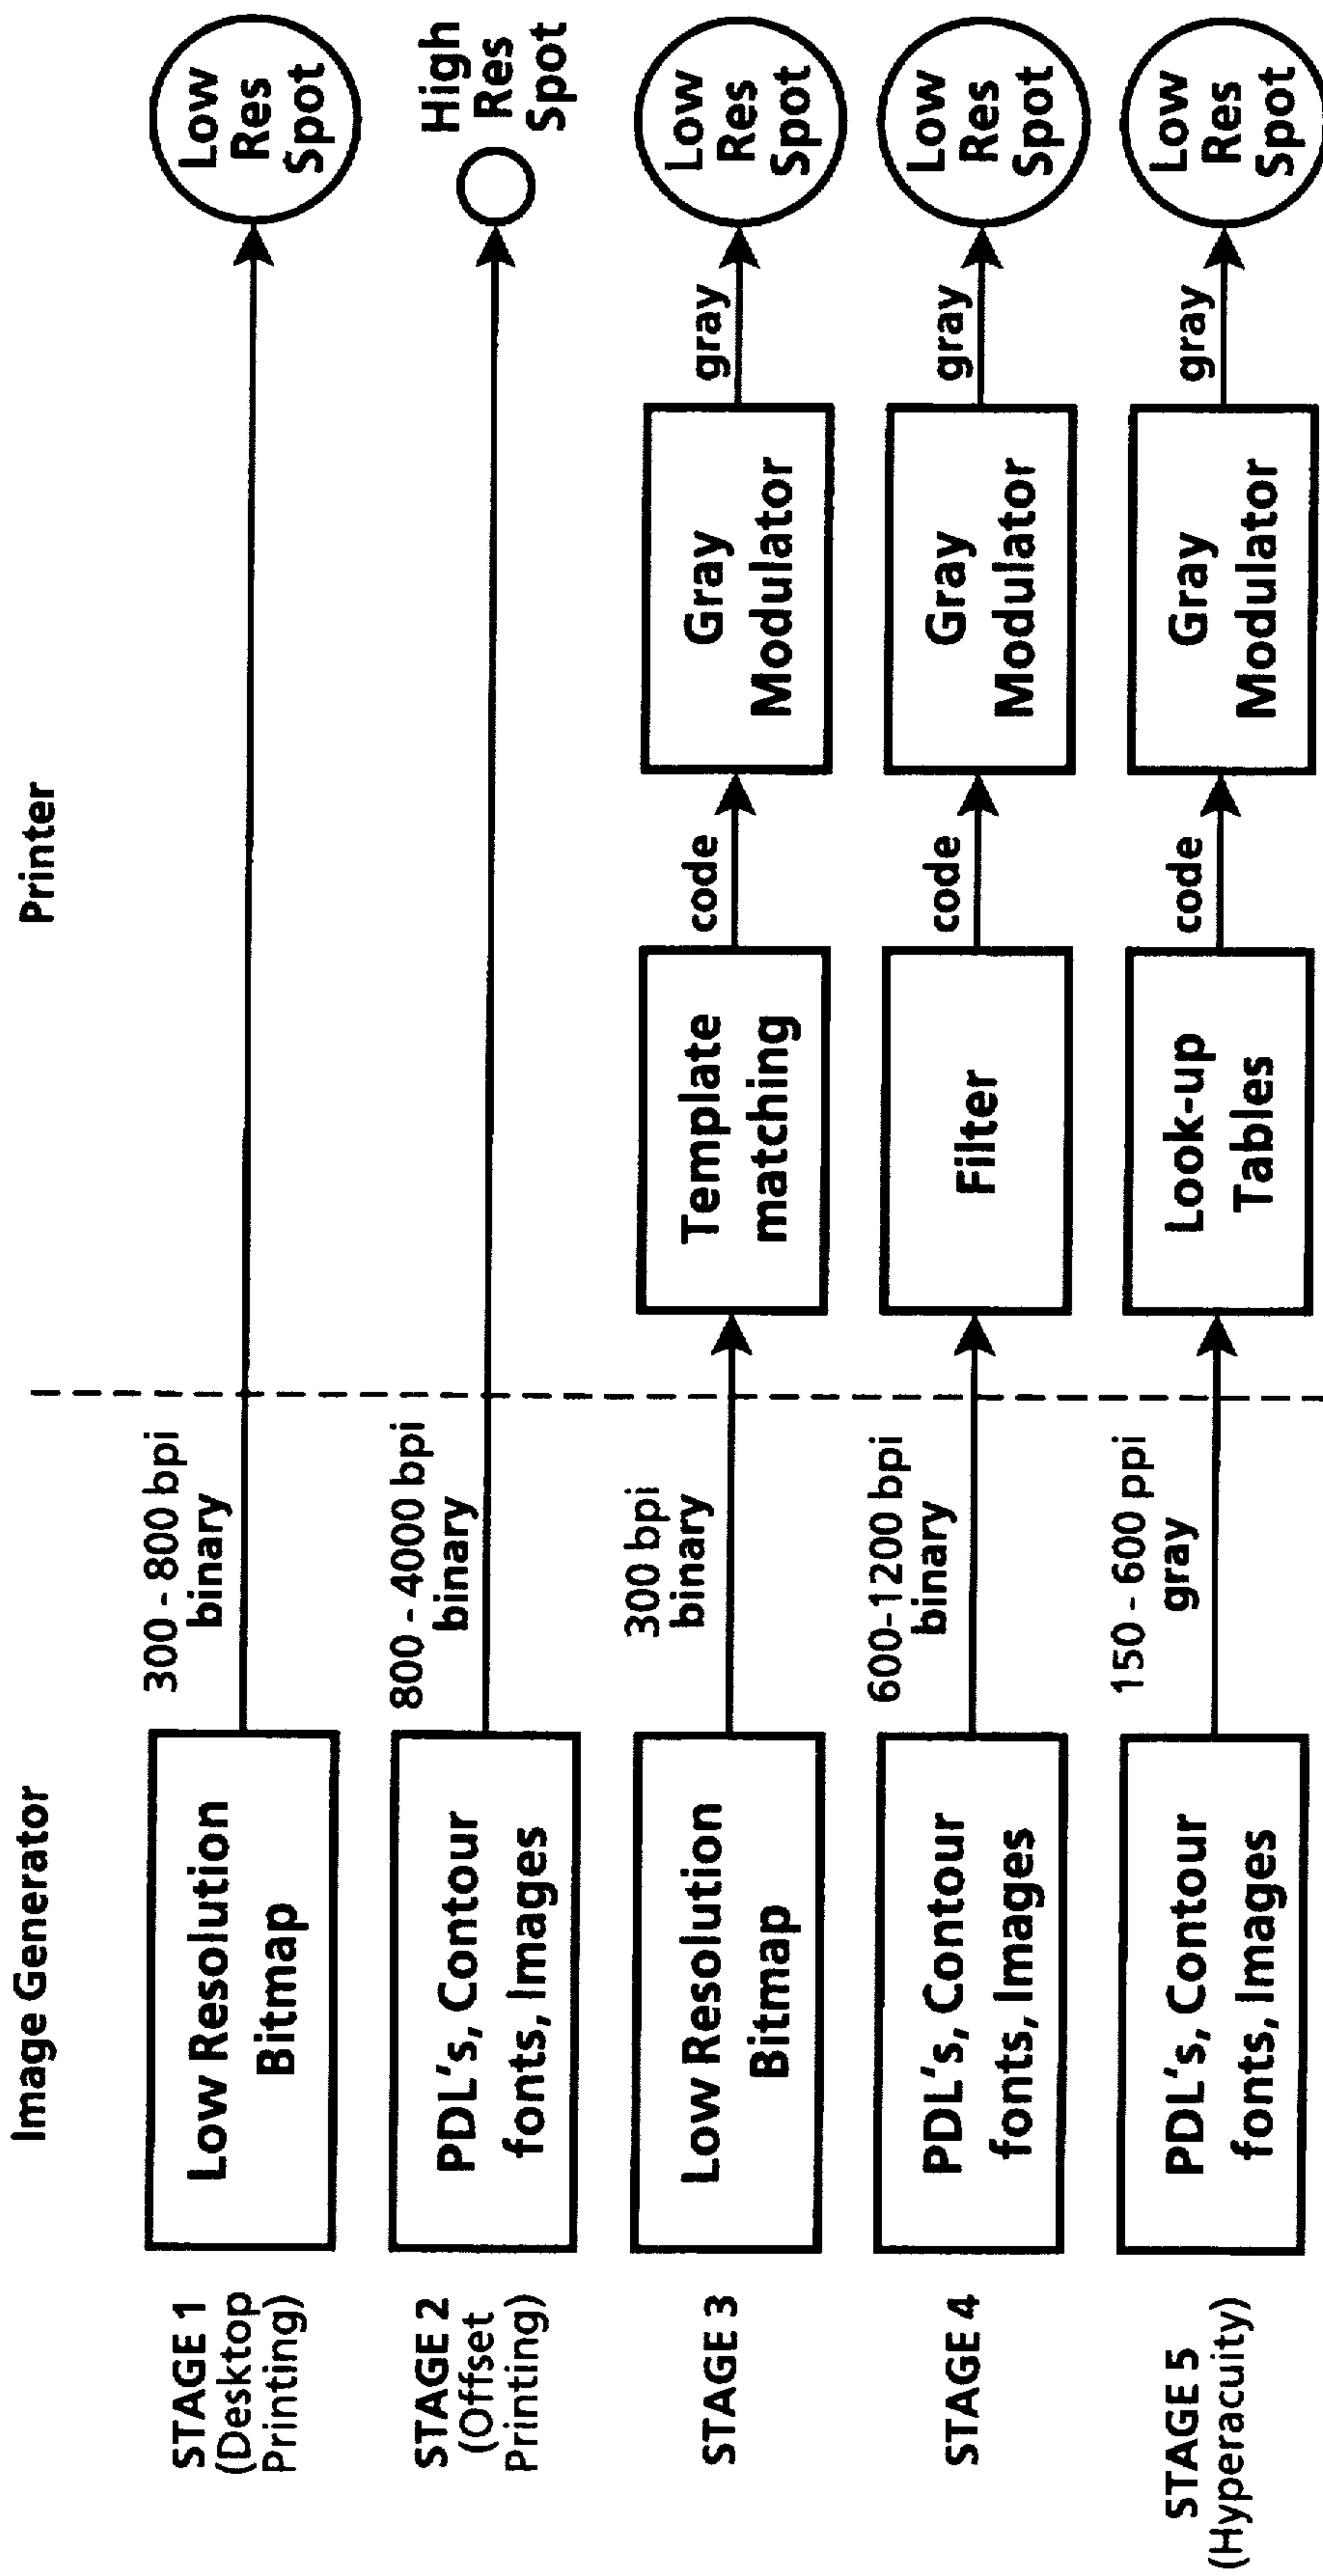 Image Generator
Printer
STAGE 1
(Desktop
Printing)
Low Resolution
Bitmap
300 - 800 bpi
binary
Low
Res
Spot
STAGE 2
(Offset
Printing)
PDL's, Contour
fonts, Images
800 - 4000 bpi
binary
High
Res
Spot
STAGE 3
Low Resolution
Bitmap
300 bpi
binary
Template
matching
code
Gray
Modulator
gray
Low
Res
Spot
STAGE 4
PDL's, Contour
fonts, Images
600-1200 bpi
binary
Filter
code
Gray
Modulator
gray
Low
Res
Spot
STAGE 5
(Hyperacuity)
PDL's, Contour
fonts, Images
150 - 600 ppi
gray
Look-up
Tables
code
Gray
Modulator
gray
Low
Res
Spot